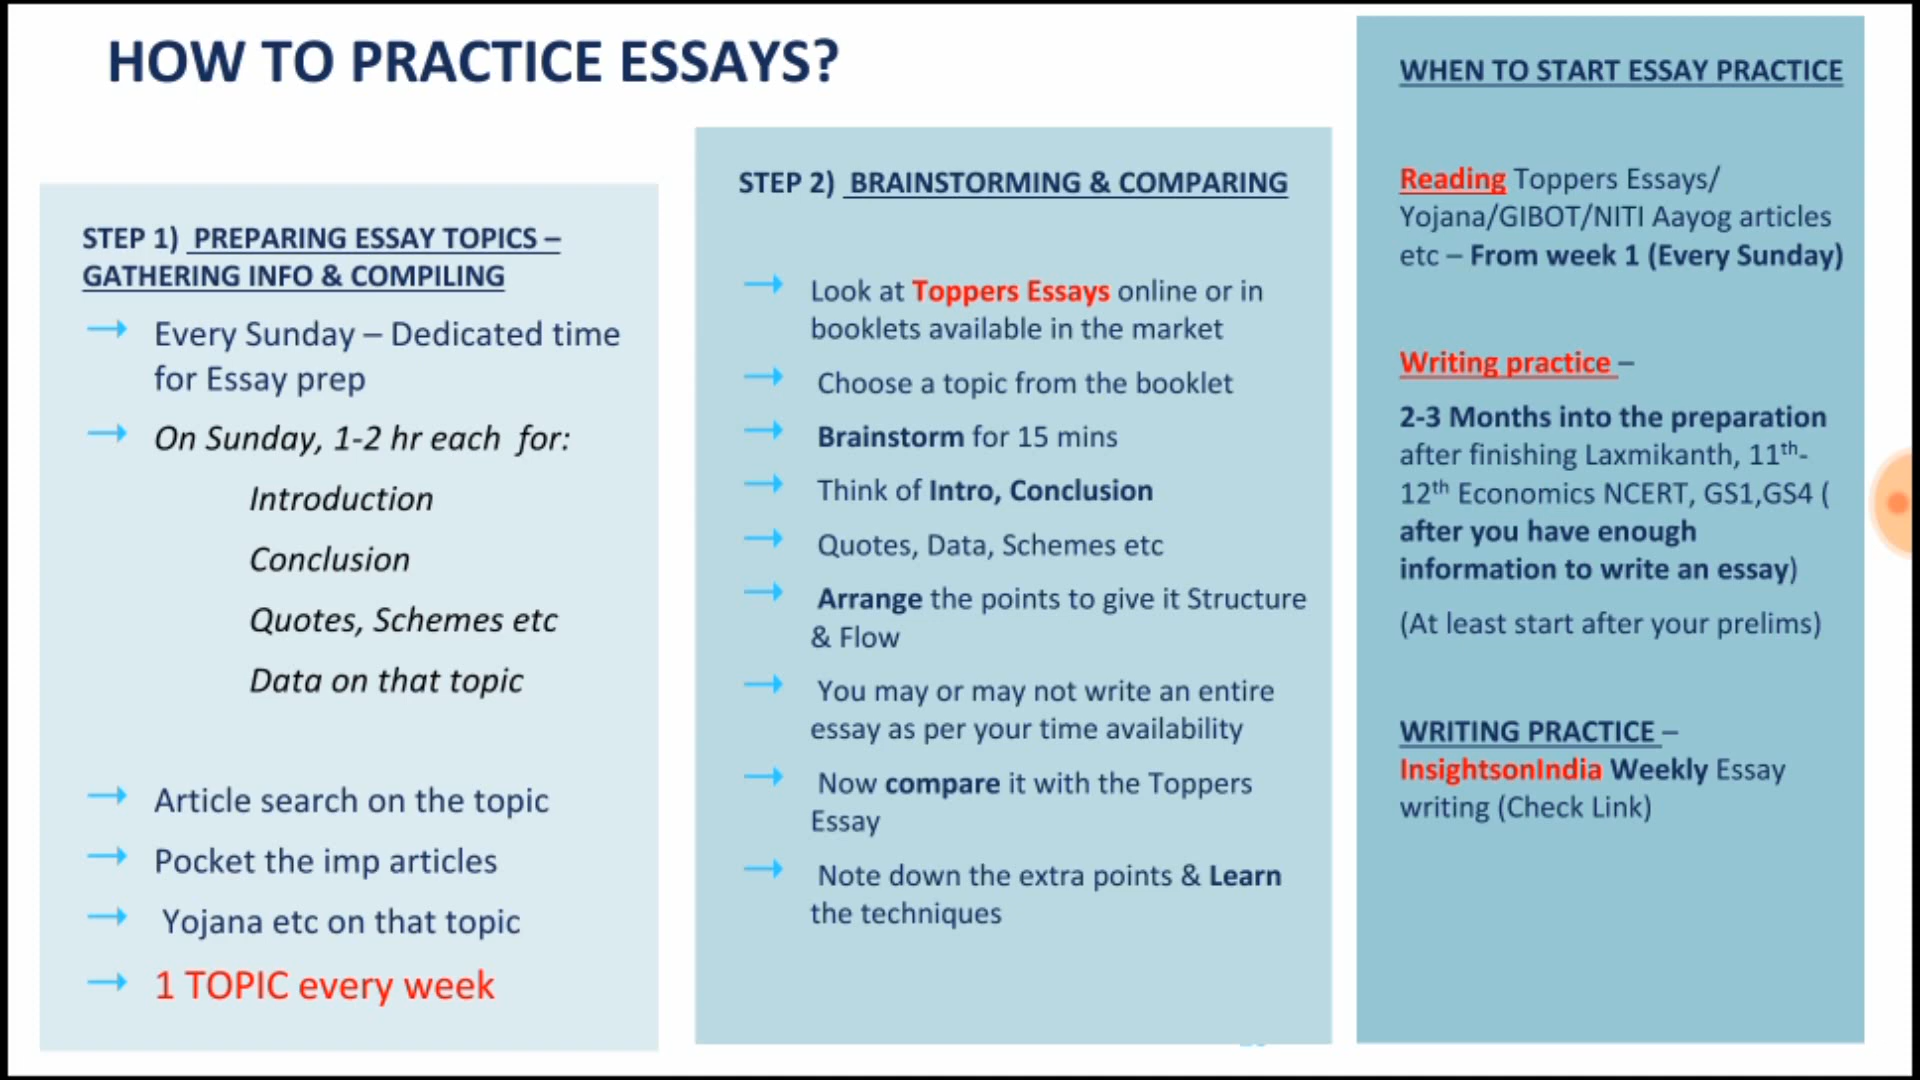 HOW TO PRACTICE ESSAYS?
STEP 1) PREPARING ESSAY TOPICS –
GATHERING INFO & COMPILING
Every Sunday – Dedicated time
for Essay prep
On Sunday, 1-2 hr each for:
Introduction
Conclusion
Quotes, Schemes etc
Data on that topic
Article search on the topic
Pocket the imp articles
Yojana etc on that topic
1 TOPIC every week
STEP 2) BRAINSTORMING & COMPARING
Look at Toppers Essays online or in
booklets available in the market
Choose a topic from the booklet
Brainstorm for 15 mins
Think of Intro, Conclusion
Quotes, Data, Schemes etc
Arrange the points to give it Structure
& Flow
You may or may not write an entire
essay as per your time availability
Now compare it with the Toppers
Essay
Note down the extra points & Learn
the techniques
WHEN TO START ESSAY PRACTICE
Reading Toppers Essays/
Yojana/GIBOT/NITI Aayog articles
etc – From week 1 (Every Sunday)
Writing practice –
2-3 Months into the preparation
after finishing Laxmikanth, 11th-
12th Economics NCERT, GS1,GS4 (
after you have enough
information to write an essay)
(At least start after your prelims)
WRITING PRACTICE –
InsightsonIndia Weekly Essay
writing (Check Link)